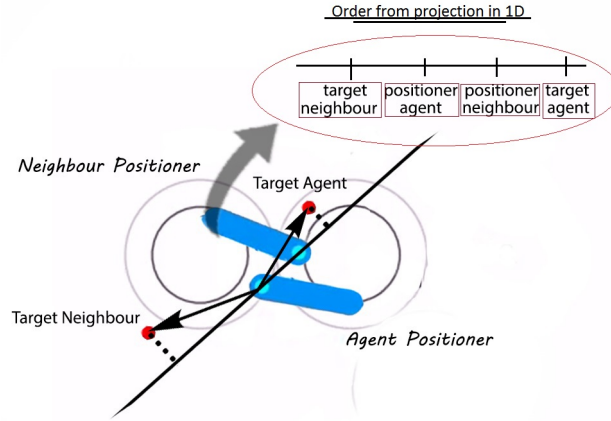 Order from projection in 1D
target neighbour
positioner agent
positioner neighbour
target agent
Neighbour Positioner
Target Agent
Target Neighbour
Agent Positioner